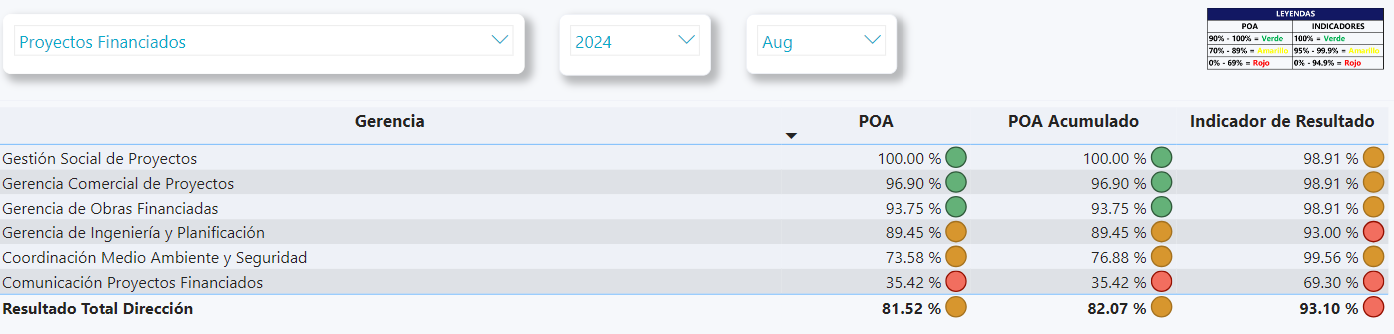 Proyectos Financiados
2024
Aug
LEYENDAS
POA INDICADORES
90% - 100% = Verde 100% = Verde
70% - 89% = Amarillo 95% - 99.9% = Amarillo
0% - 69% = Rojo 0% - 94.9% = Rojo
Gerencia POA POA Acumulado Indicador de Resultado
Gestión Social de Proyectos 100.00 % 100.00 % 98.91 %
Gerencia Comercial de Proyectos 96.90 % 96.90 % 98.91 %
Gerencia de Obras Financiadas 93.75 % 93.75 % 98.91 %
Gerencia de Ingeniería y Planificación 89.45 % 89.45 % 93.00 %
Coordinación Medio Ambiente y Seguridad 73.58 % 76.88 % 99.56 %
Comunicación Proyectos Financiados 35.42 % 35.42 % 69.30 %
Resultado Total Dirección 81.52 % 82.07 % 93.10 %